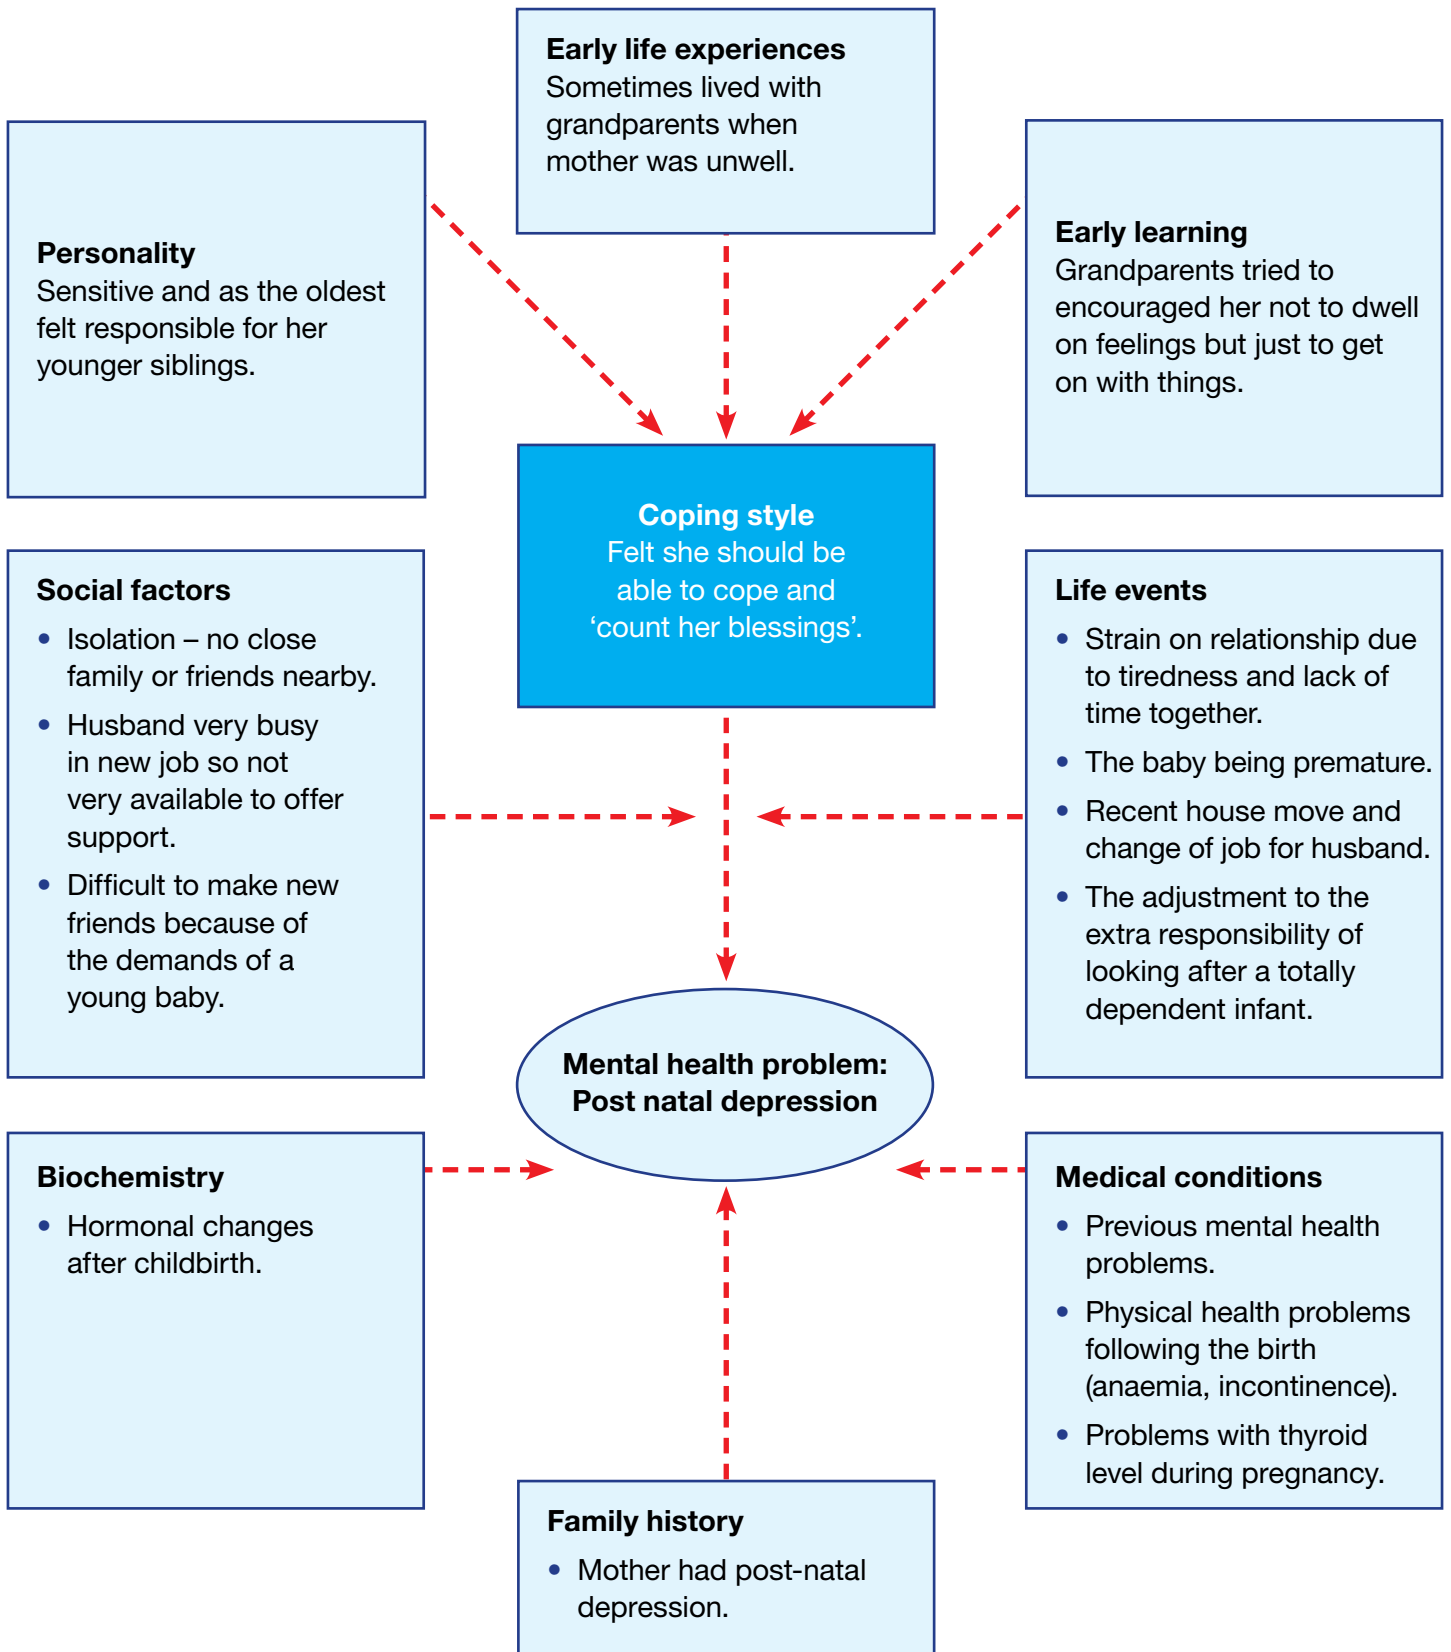 Early life experiences
Sometimes lived with
grandparents when
mother was unwell.
Personality
Sensitive and as the oldest
felt responsible for her
younger siblings.
Early learning
Grandparents tried to
encouraged her not to dwell
on feelings but just to get
on with things.
Coping style
Felt she should be
able to cope and
‘count her blessings’.
Social factors
• Isolation – no close
family or friends nearby.
• Husband very busy
in new job so not
very available to offer
support.
• Difficult to make new
friends because of
the demands of a
young baby.
Life events
• Strain on relationship due
to tiredness and lack of
time together.
• The baby being premature.
• Recent house move and
change of job for husband.
• The adjustment to the
extra responsibility of
looking after a totally
dependent infant.
Mental health problem:
Post natal depression
Biochemistry
• Hormonal changes
after childbirth.
Medical conditions
• Previous mental health
problems.
• Physical health problems
following the birth
(anaemia, incontinence).
• Problems with thyroid
level during pregnancy.
Family history
• Mother had post-natal
depression.